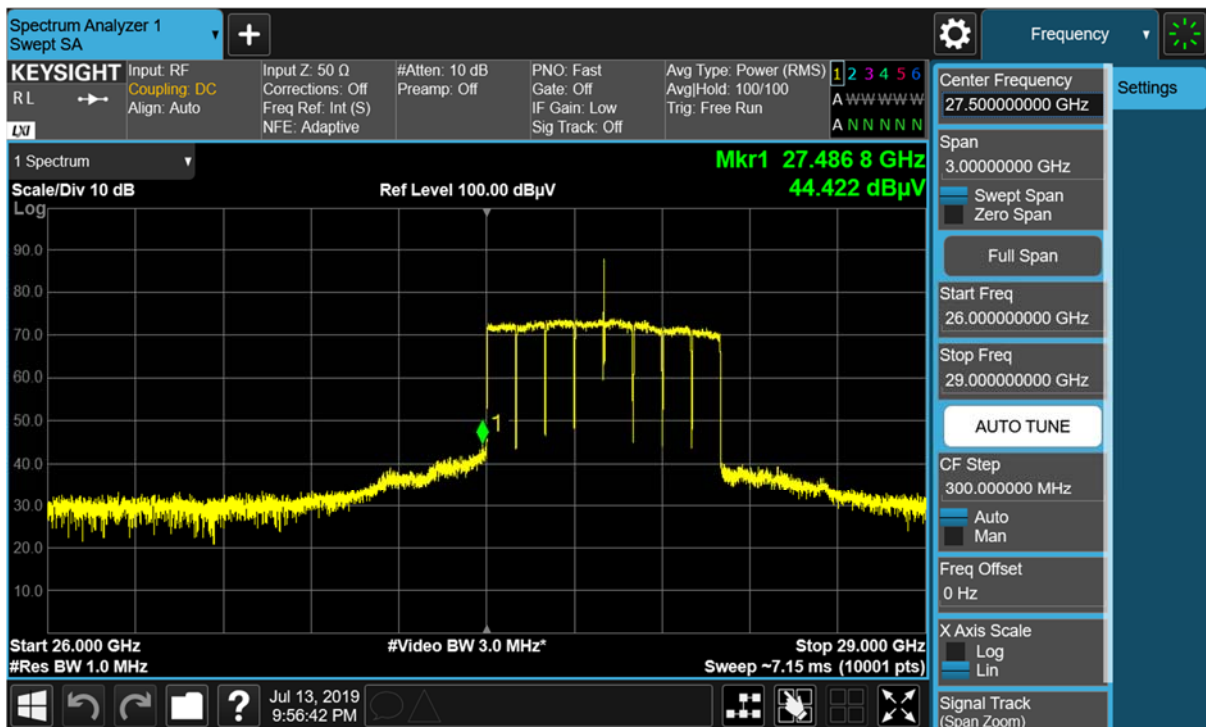 Spectrum Analyzer 1
Swept SA
+
Frequency
KEYSIGHT
R L
LXI
Input: RF
Coupling: DC
Align: Auto
Input Z: 50 Ω
Corrections: Off
Freq Ref: Int (S)
NFE: Adaptive
#Atten: 10 dB
Preamp: Off
PNO: Fast
Gate: Off
IF Gain: Low
Sig Track: Off
Avg Type: Power (RMS)
Avg|Hold: 100/100
Trig: Free Run
1 2 3 4 5 6
A W W W W W
A N N N N N
1 Spectrum
Scale/Div 10 dB
Log
Ref Level 100.00 dBµV
Mkr1 27.486 8 GHz
44.422 dBµV
90.0
80.0
70.0
60.0
50.0
40.0
30.0
20.0
10.0
1
Start 26.000 GHz
#Res BW 1.0 MHz
#Video BW 3.0 MHz*
Stop 29.000 GHz
Sweep ~7.15 ms (10001 pts)
Center Frequency
27.500000000 GHz
Settings
Span
3.00000000 GHz
Swept Span
Zero Span
Full Span
Start Freq
26.000000000 GHz
Stop Freq
29.000000000 GHz
AUTO TUNE
CF Step
300.000000 MHz
Auto
Man
Freq Offset
0 Hz
X Axis Scale
Log
Lin
Signal Track
(Span Zoom)
?
Jul 13, 2019
9:56:42 PM